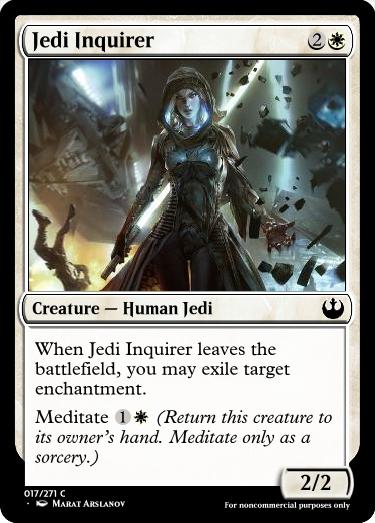 Jedi Inquirer 2
Creature — Human Jedi
When Jedi Inquirer leaves the
battlefield, you may exile target
enchantment.
Meditate 1 (Return this creature to
its owner's hand. Meditate only as a
sorcery.)
2/2
017/271 C
· Marat Arslanov
For noncommercial purposes only